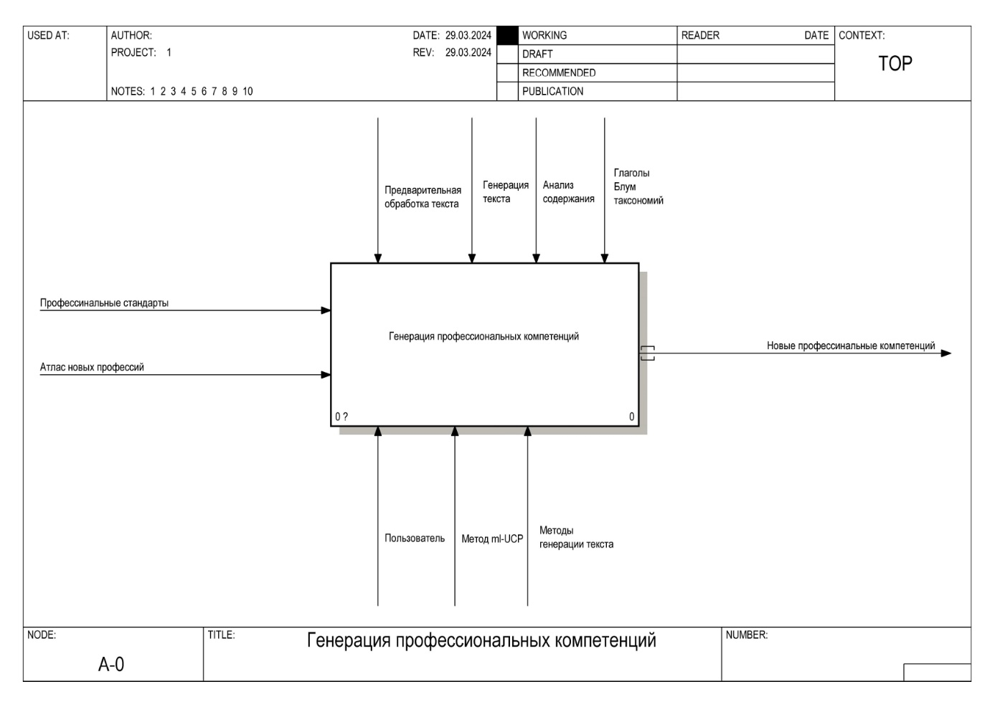 USED AT:
AUTHOR:
DATE: 29.03.2024
PROJECT: 1
REV: 29.03.2024
NOTES: 1 2 3 4 5 6 7 8 9 10
WORKING
DRAFT
RECOMMENDED
PUBLICATION
READER DATE
CONTEXT:
TOP
Предварительная
обработка текста
Генерация
текста
Анализ
содержания
Глаголы
Блум
таксономий
Профессинальные стандарты
Атлас новых профессий
Генерация профессиональных компетенций
0 ?
0
Новые профессинальные компетенций
Пользователь
Метод ml-UCP
Методы
генерации текста
NODE:
A-0
TITLE:
Генерация профессиональных компетенций
NUMBER: